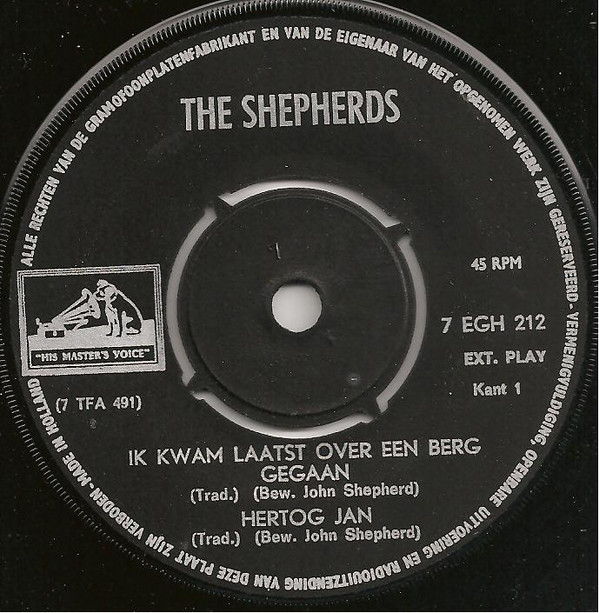 ALLE RECHTEN VAN DE GRAMOFOONPLATENFABRIKANT EN VAN DE EIGENAAR VAN HET OPGENOMEN WERK ZIJN GERESERVEERD - VERMENIGVULDIGING, OPENBARE UITVOERING EN RADIOUITZENDING VAN DEZE PLAAT ZIJN VERBODEN - MADE IN HOLLAND
THE SHEPHERDS
45 RPM
7 EGH 212
EXT. PLAY
Kant 1
"HIS MASTER'S VOICE"
(7 TFA 491)
IK KWAM LAATST OVER EEN BERG
GEGAAN
(Trad.) (Bew. John Shepherd)
HERTOG JAN
(Trad.) (Bew. John Shepherd)